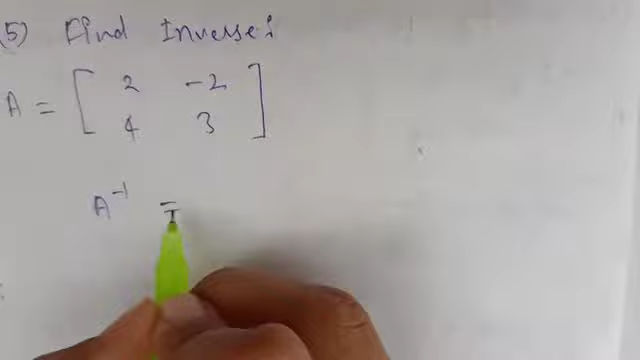 (5) Find Inverse:
A = [ 2 -2
4 3 ]
A⁻¹ =